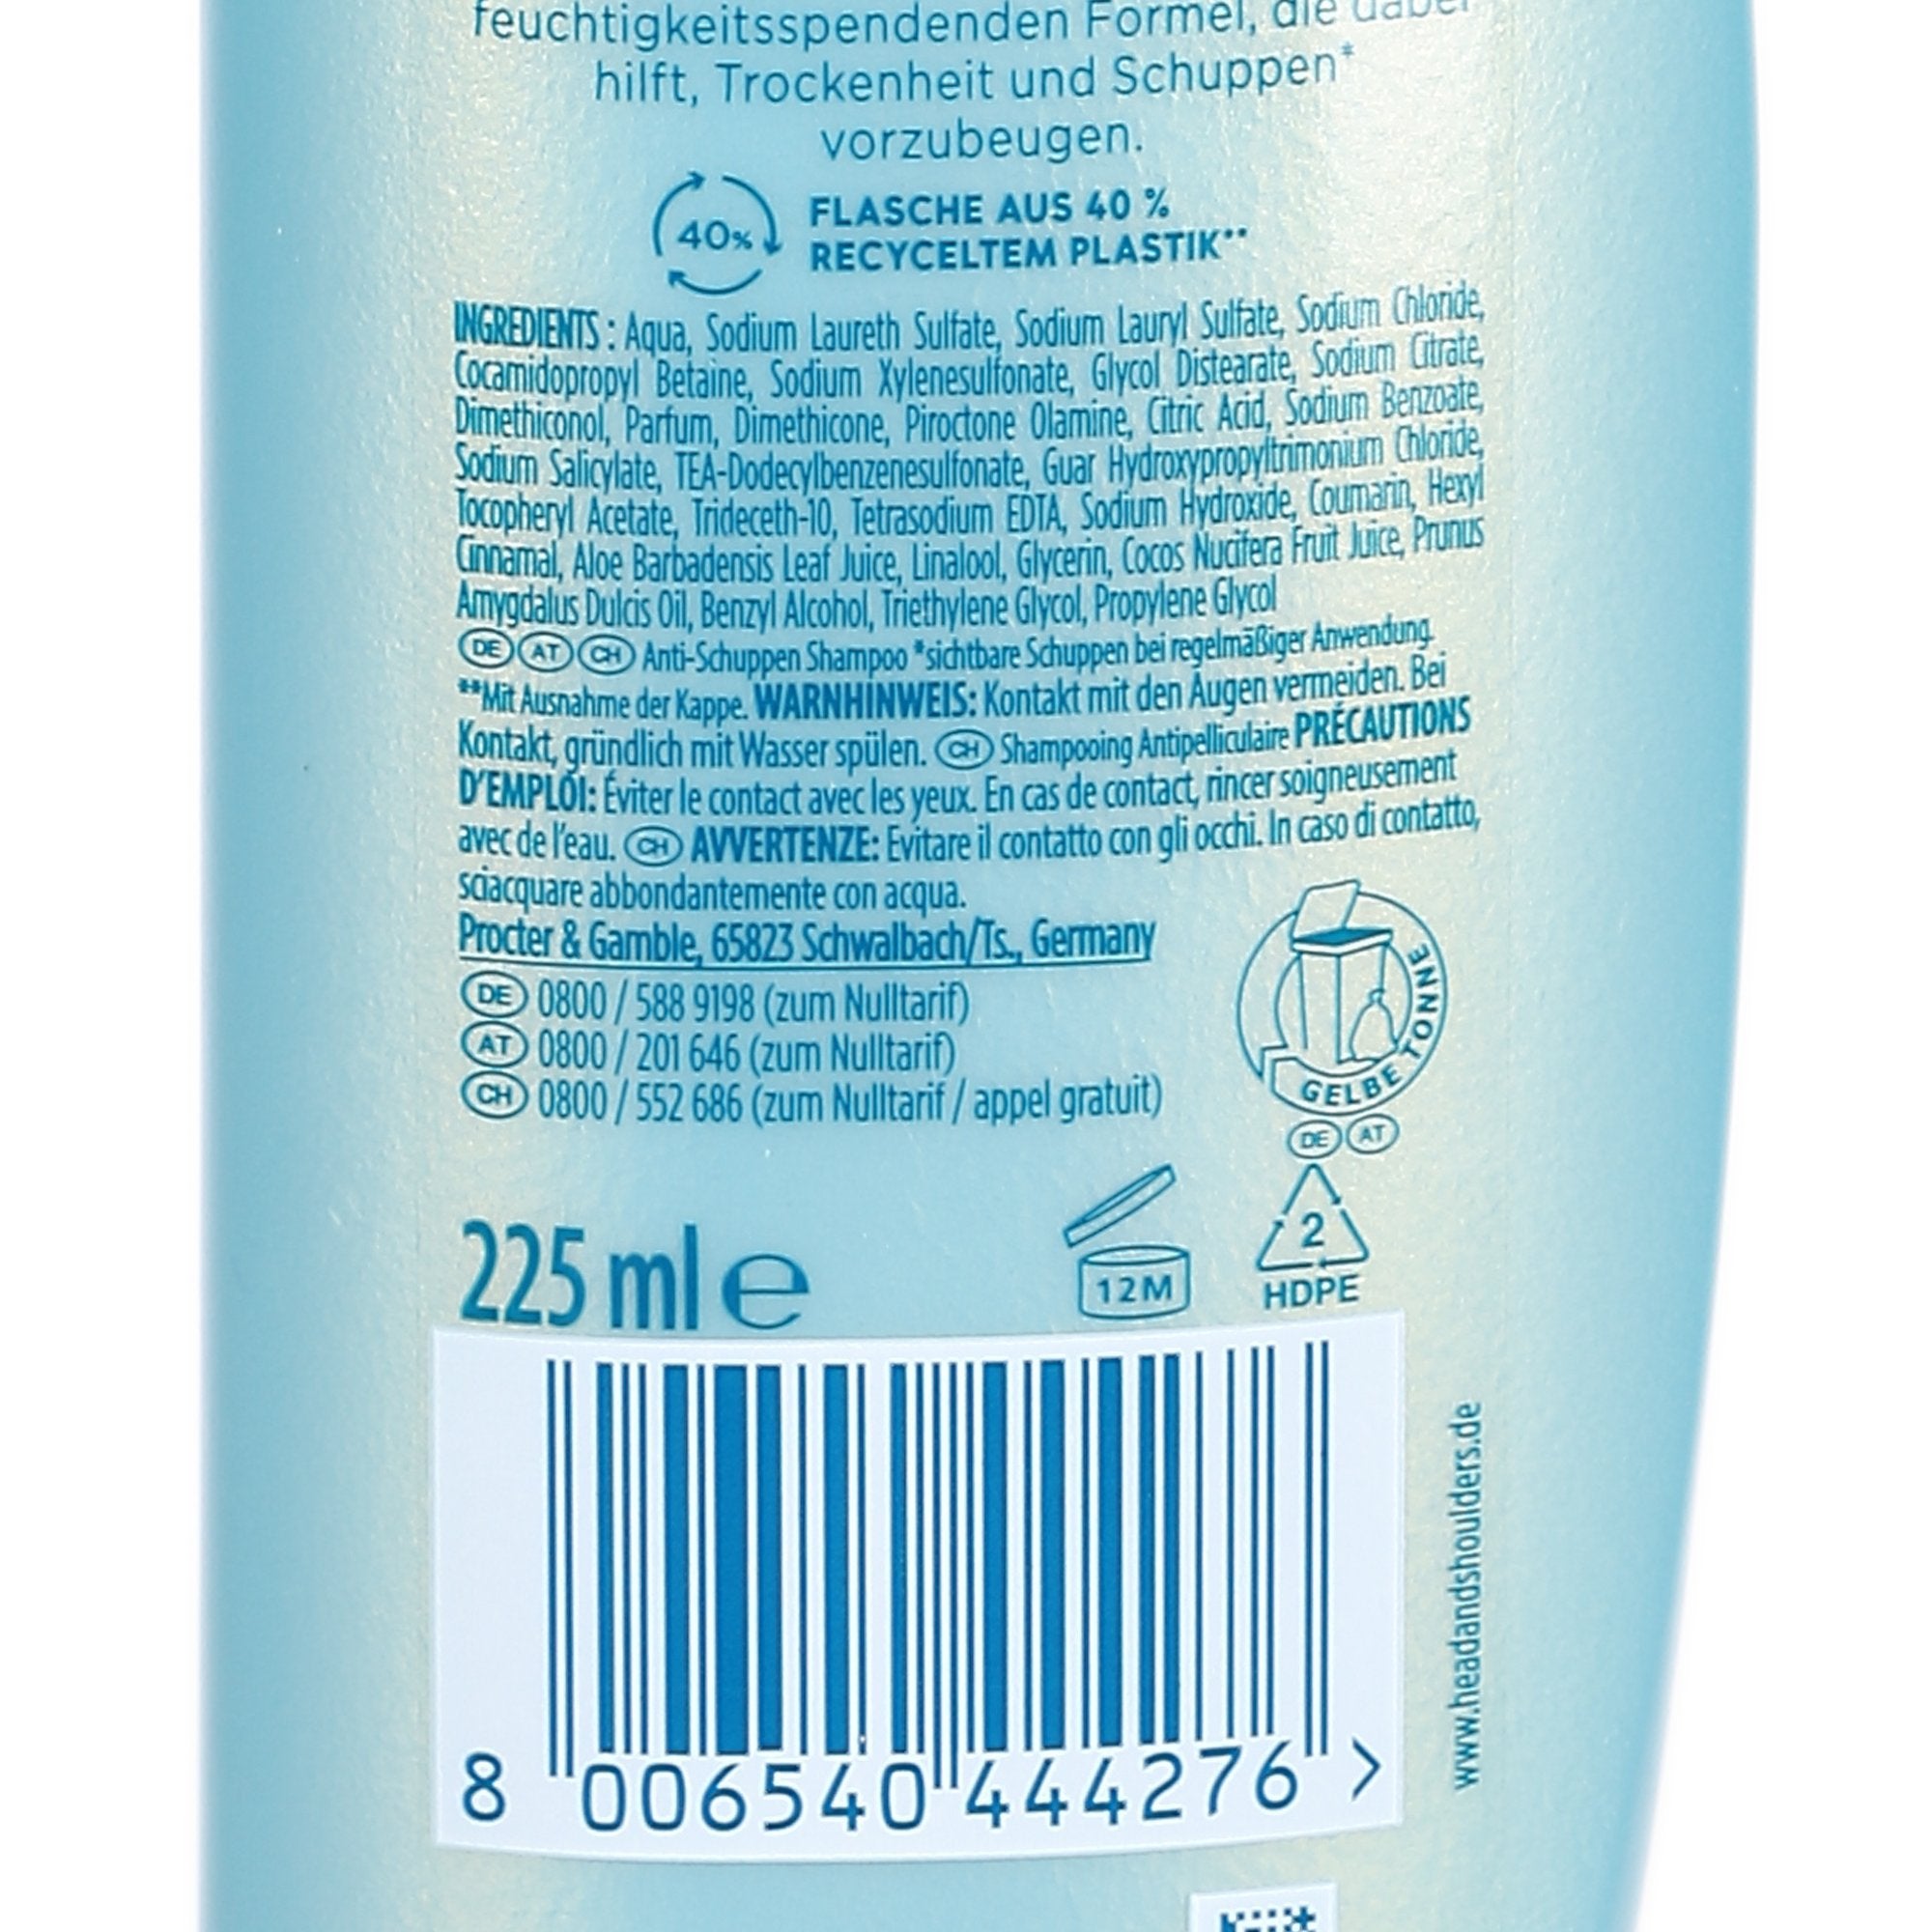 feuchtigkeitsspendenden Formel, die dabei
hilft, Trockenheit und Schuppen*
vorzubeugen.
40%
FLASCHE AUS 40 %
RECYCELTEM PLASTIK**
INGREDIENTS : Aqua, Sodium Laureth Sulfate, Sodium Lauryl Sulfate, Sodium Chloride,
Cocamidopropyl Betaine, Sodium Xylenesulfonate, Glycol Distearate, Sodium Citrate,
Dimethiconol, Parfum, Dimethicone, Piroctone Olamine, Citric Acid, Sodium Benzoate,
Sodium Salicylate, TEA-Dodecylbenzenesulfonate, Guar Hydroxypropyltrimonium Chloride,
Tocopheryl Acetate, Trideceth-10, Tetrasodium EDTA, Sodium Hydroxide, Coumarin, Hexyl
Cinnamal, Aloe Barbadensis Leaf Juice, Linalool, Glycerin, Cocos Nucifera Fruit Juice, Prunus
Amygdalus Dulcis Oil, Benzyl Alcohol, Triethylene Glycol, Propylene Glycol
DE AT CH Anti-Schuppen Shampoo *sichtbare Schuppen bei regelmäßiger Anwendung.
**Mit Ausnahme der Kappe. WARNHINWEIS: Kontakt mit den Augen vermeiden. Bei
Kontakt, gründlich mit Wasser spülen. CH Shampooing Antipelliculaire PRÉCAUTIONS
D'EMPLOI: Éviter le contact avec les yeux. En cas de contact, rincer soigneusement
avec de l'eau. CH AVVERTENZE: Evitare il contatto con gli occhi. In caso di contatto,
sciacquare abbondantemente con acqua.
Procter & Gamble, 65823 Schwalbach/Ts., Germany
DE 0800 / 588 9198 (zum Nulltarif)
AT 0800 / 201 646 (zum Nulltarif)
CH 0800 / 552 686 (zum Nulltarif / appel gratuit)
GELBE TONNE
DE AT
225 ml e
12M
2
HDPE
8 006540 444276 >
www.headandshoulders.de